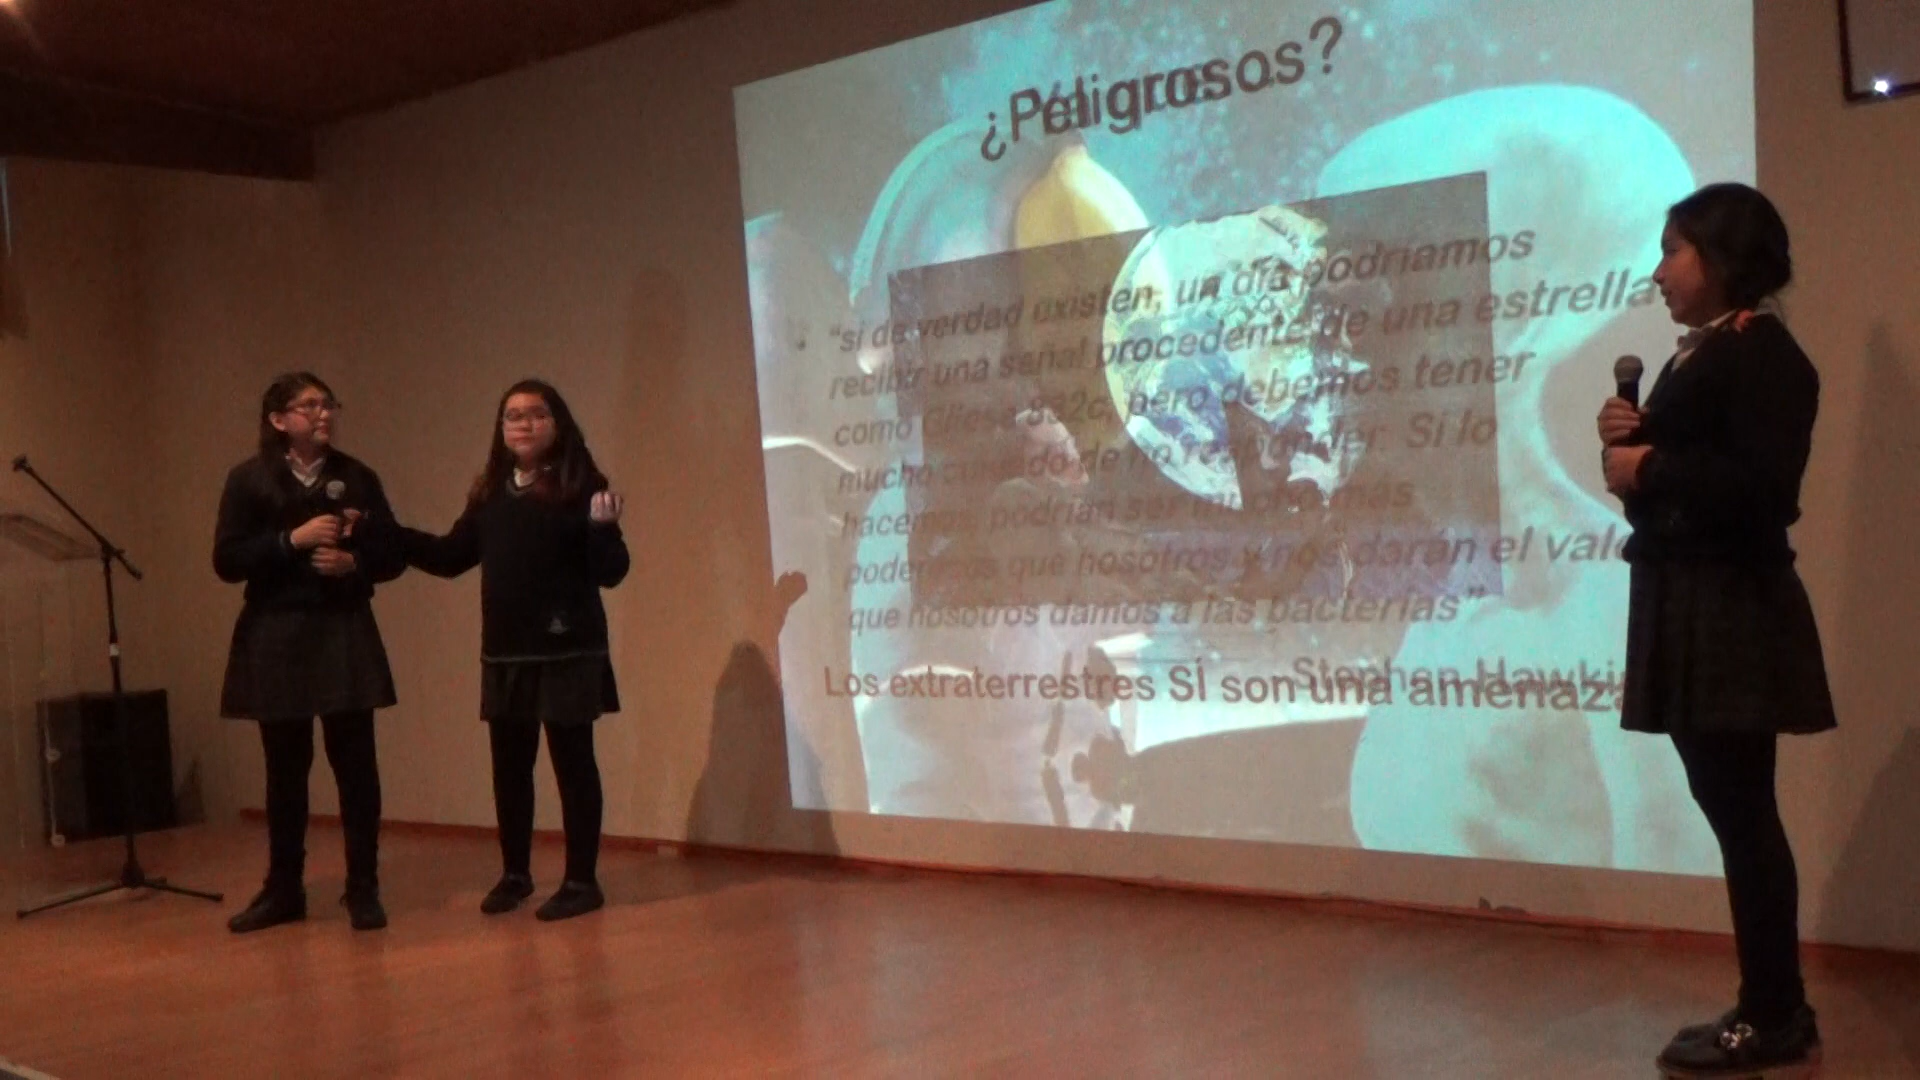 ¿Peligrosos?
“si de verdad existen, un día podríamos
recibir una señal procedente de una estrella
como Gliese 832c, pero debemos tener
mucho cuidado de no responder. Si lo
hacemos, podrían ser mucho más
poderosos que nosotros y nos darán el
que nosotros damos a las bacterias”
Stephen
Los extraterrestres SÍ son una